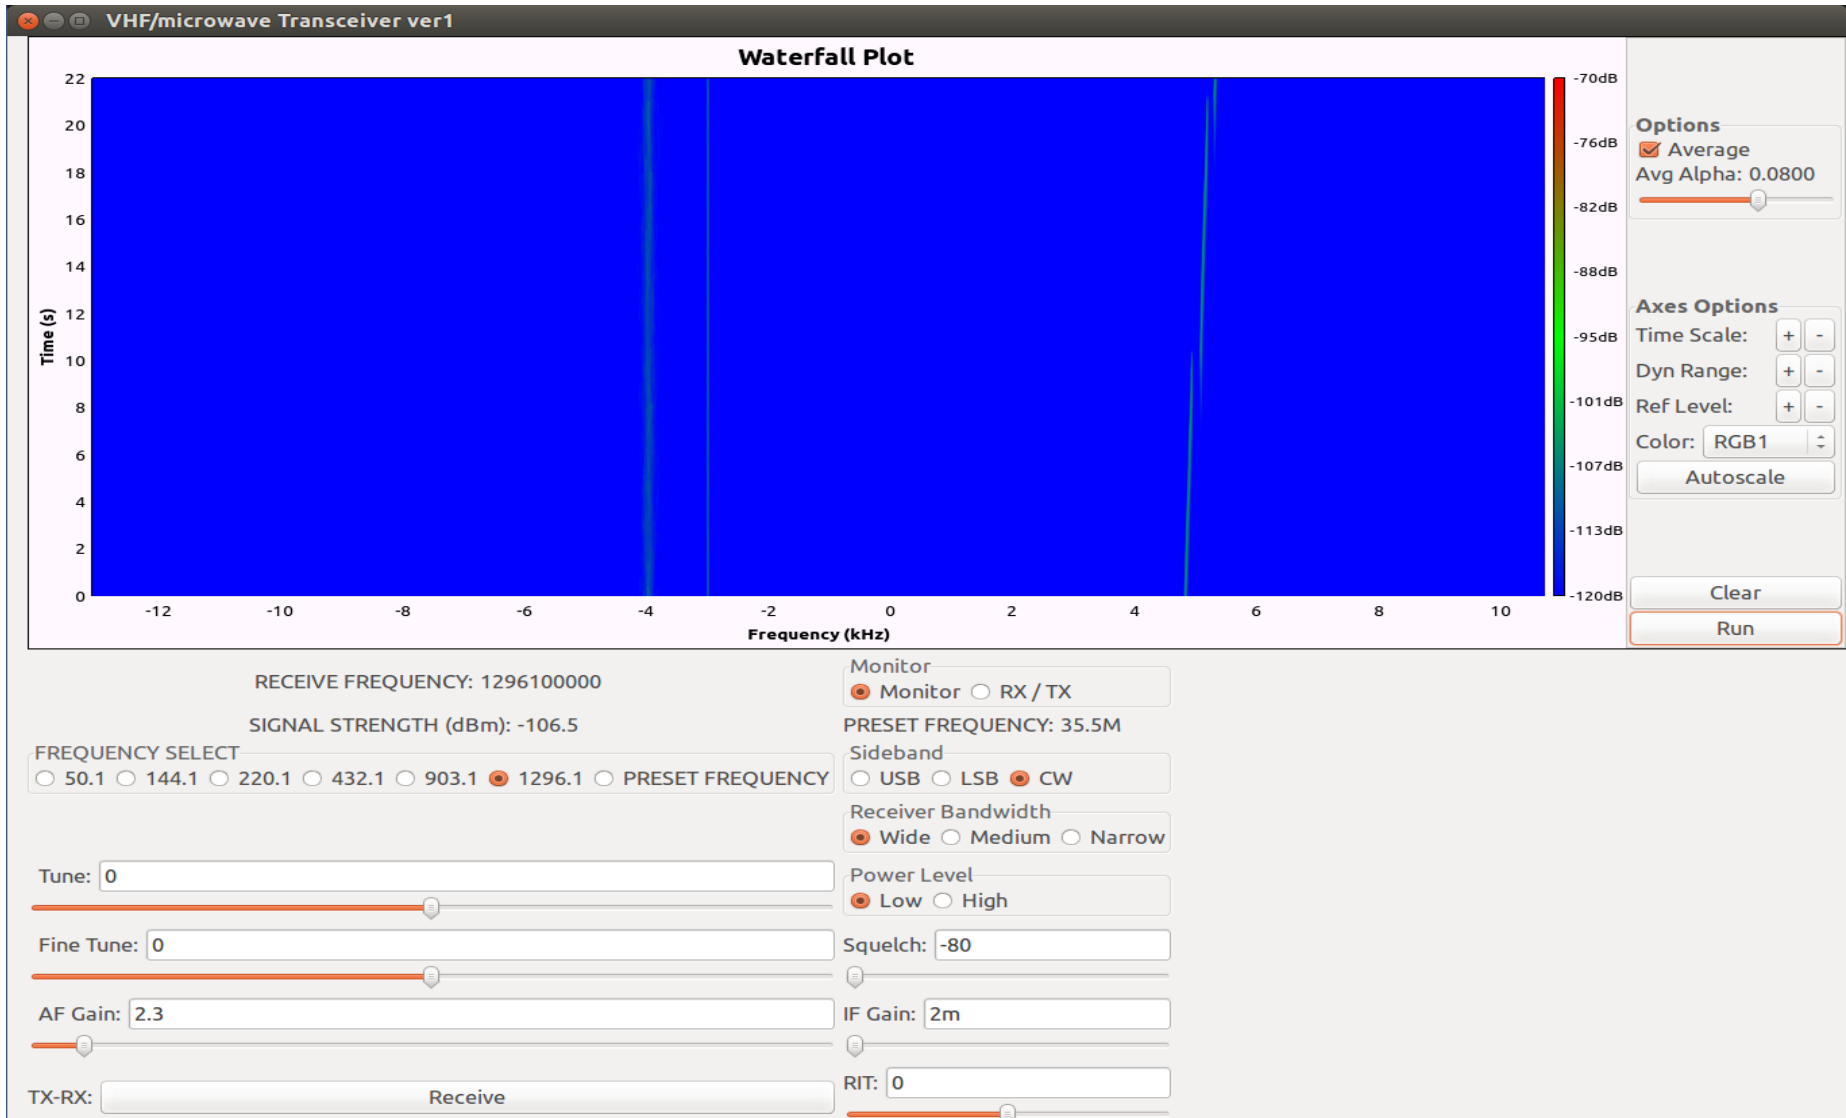 VHF/microwave Transceiver ver1
Waterfall Plot
22
20
18
16
14
12
10
8
6
4
2
0
Time (s)
-12 -10 -8 -6 -4 -2 0 2 4 6 8 10
Frequency (kHz)
-70dB
-76dB
-82dB
-88dB
-95dB
-101dB
-107dB
-113dB
-120dB
Options
Average
Avg Alpha: 0.0800
Axes Options
Time Scale: + -
Dyn Range: + -
Ref Level: + -
Color: RGB1
Autoscale
Clear
Run
RECEIVE FREQUENCY: 1296100000
SIGNAL STRENGTH (dBm): -106.5
FREQUENCY SELECT
50.1 144.1 220.1 432.1 903.1 1296.1 PRESET FREQUENCY
Tune: 0
Fine Tune: 0
AF Gain: 2.3
TX-RX: Receive
Monitor
Monitor RX / TX
PRESET FREQUENCY: 35.5M
Sideband
USB LSB CW
Receiver Bandwidth
Wide Medium Narrow
Power Level
Low High
Squelch: -80
IF Gain: 2m
RIT: 0